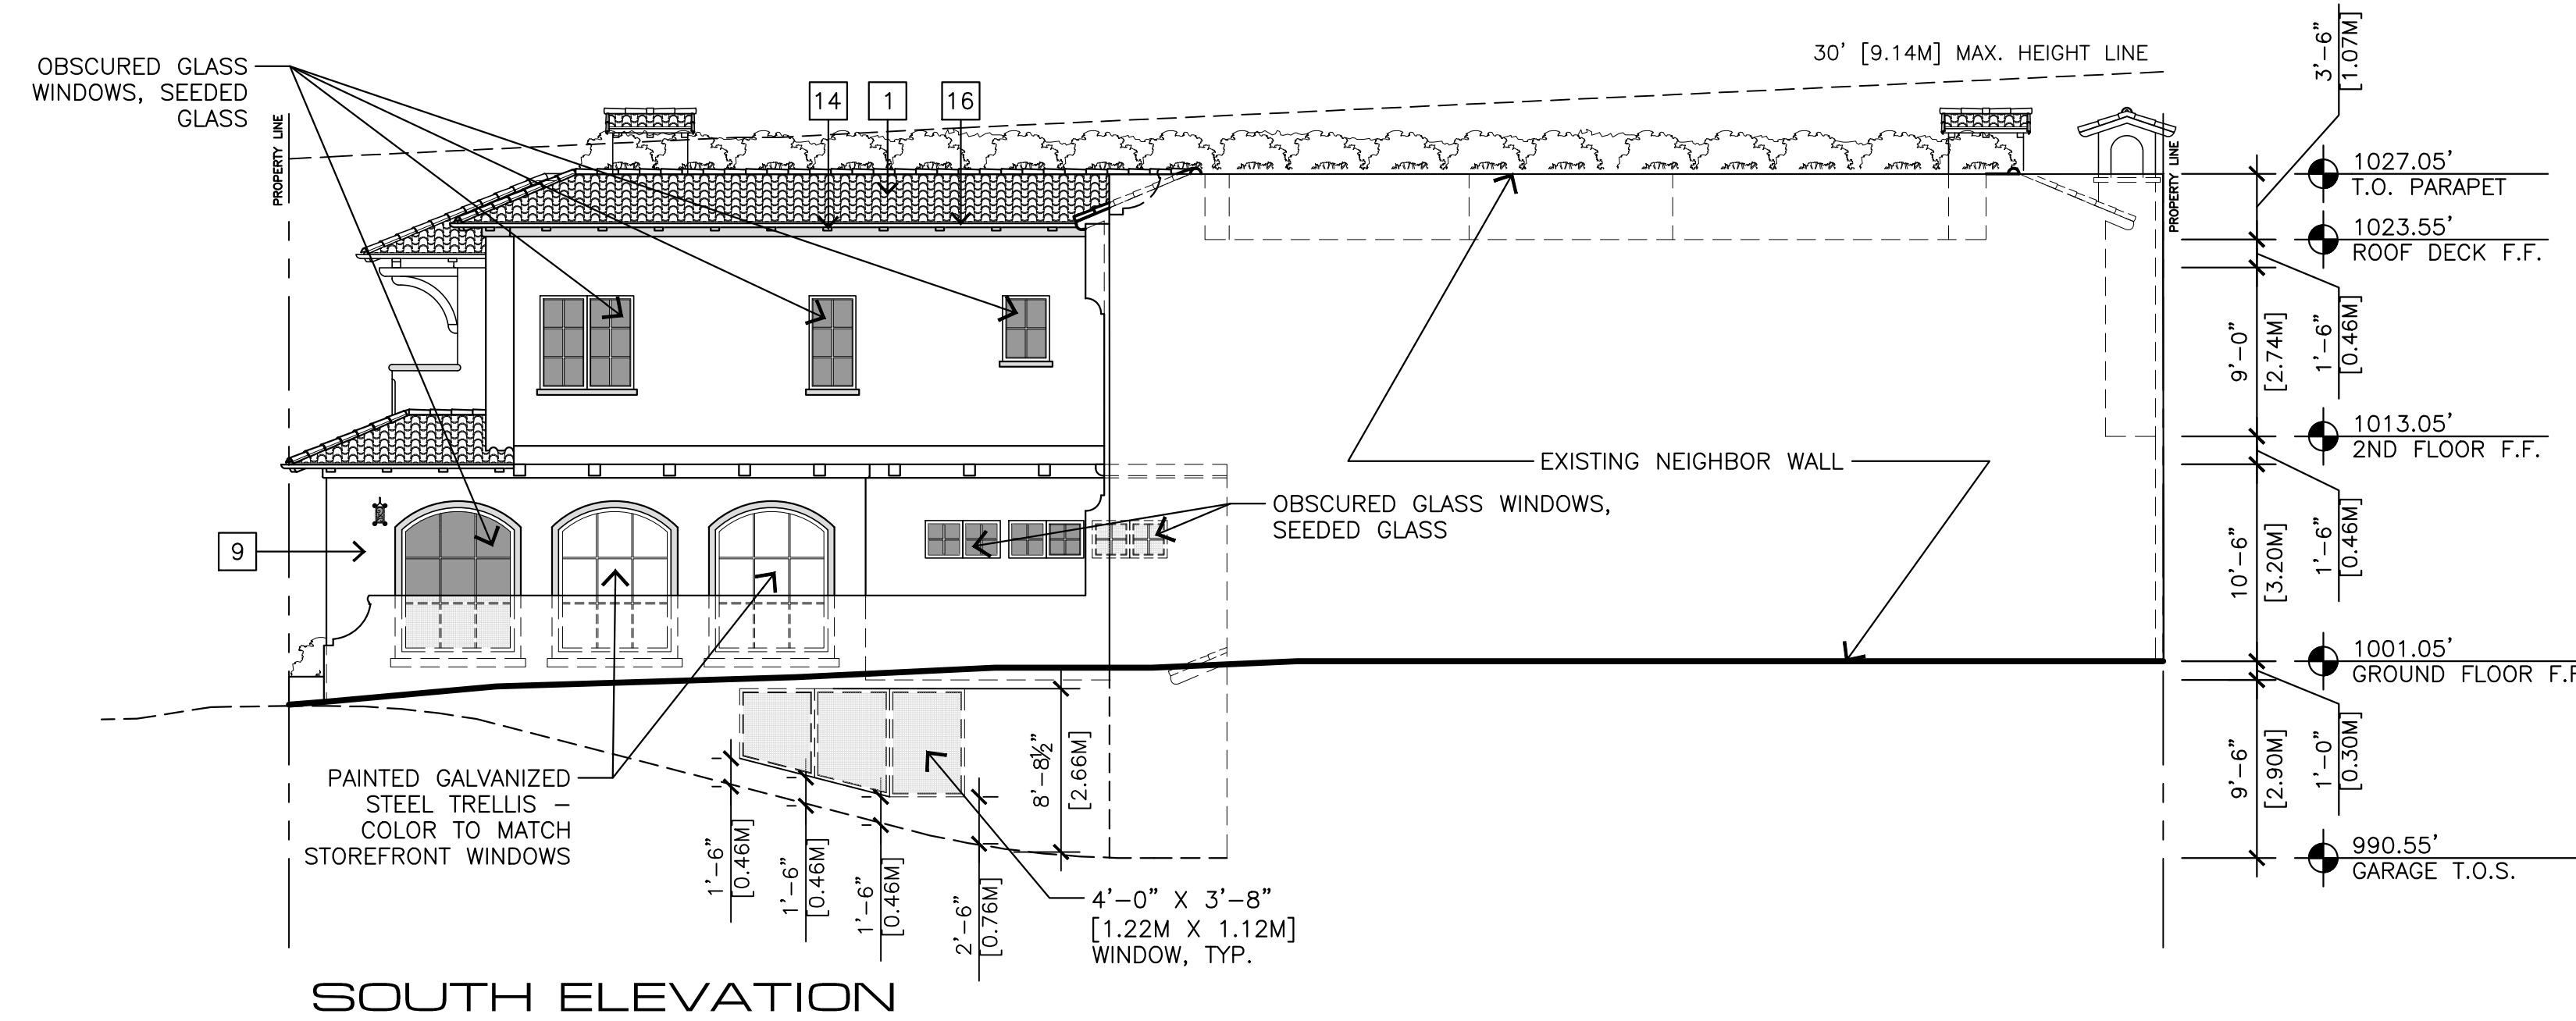 OBSCURED GLASS
WINDOWS, SEEDED
GLASS
PROPERTY LINE
14
1
16
30' [9.14M] MAX. HEIGHT LINE
PROPERTY LINE
3'-6"
[1.07M]
1027.05'
T.O. PARAPET
1023.55'
ROOF DECK F.F.
9'-0"
[2.74M]
1'-6"
[0.46M]
1013.05'
2ND FLOOR F.F.
EXISTING NEIGHBOR WALL
OBSCURED GLASS WINDOWS,
SEEDED GLASS
9
10'-6"
[3.20M]
1'-6"
[0.46M]
1001.05'
GROUND FLOOR F.F
9'-6"
[2.90M]
1'-0"
[0.30M]
990.55'
GARAGE T.O.S.
PAINTED GALVANIZED
STEEL TRELLIS –
COLOR TO MATCH
STOREFRONT WINDOWS
1'-6"
[0.46M]
1'-6"
[0.46M]
1'-6"
[0.46M]
2'-6"
[0.76M]
8'-8½"
[2.66M]
4'-0" X 3'-8"
[1.22M X 1.12M]
WINDOW, TYP.
SOUTH ELEVATION